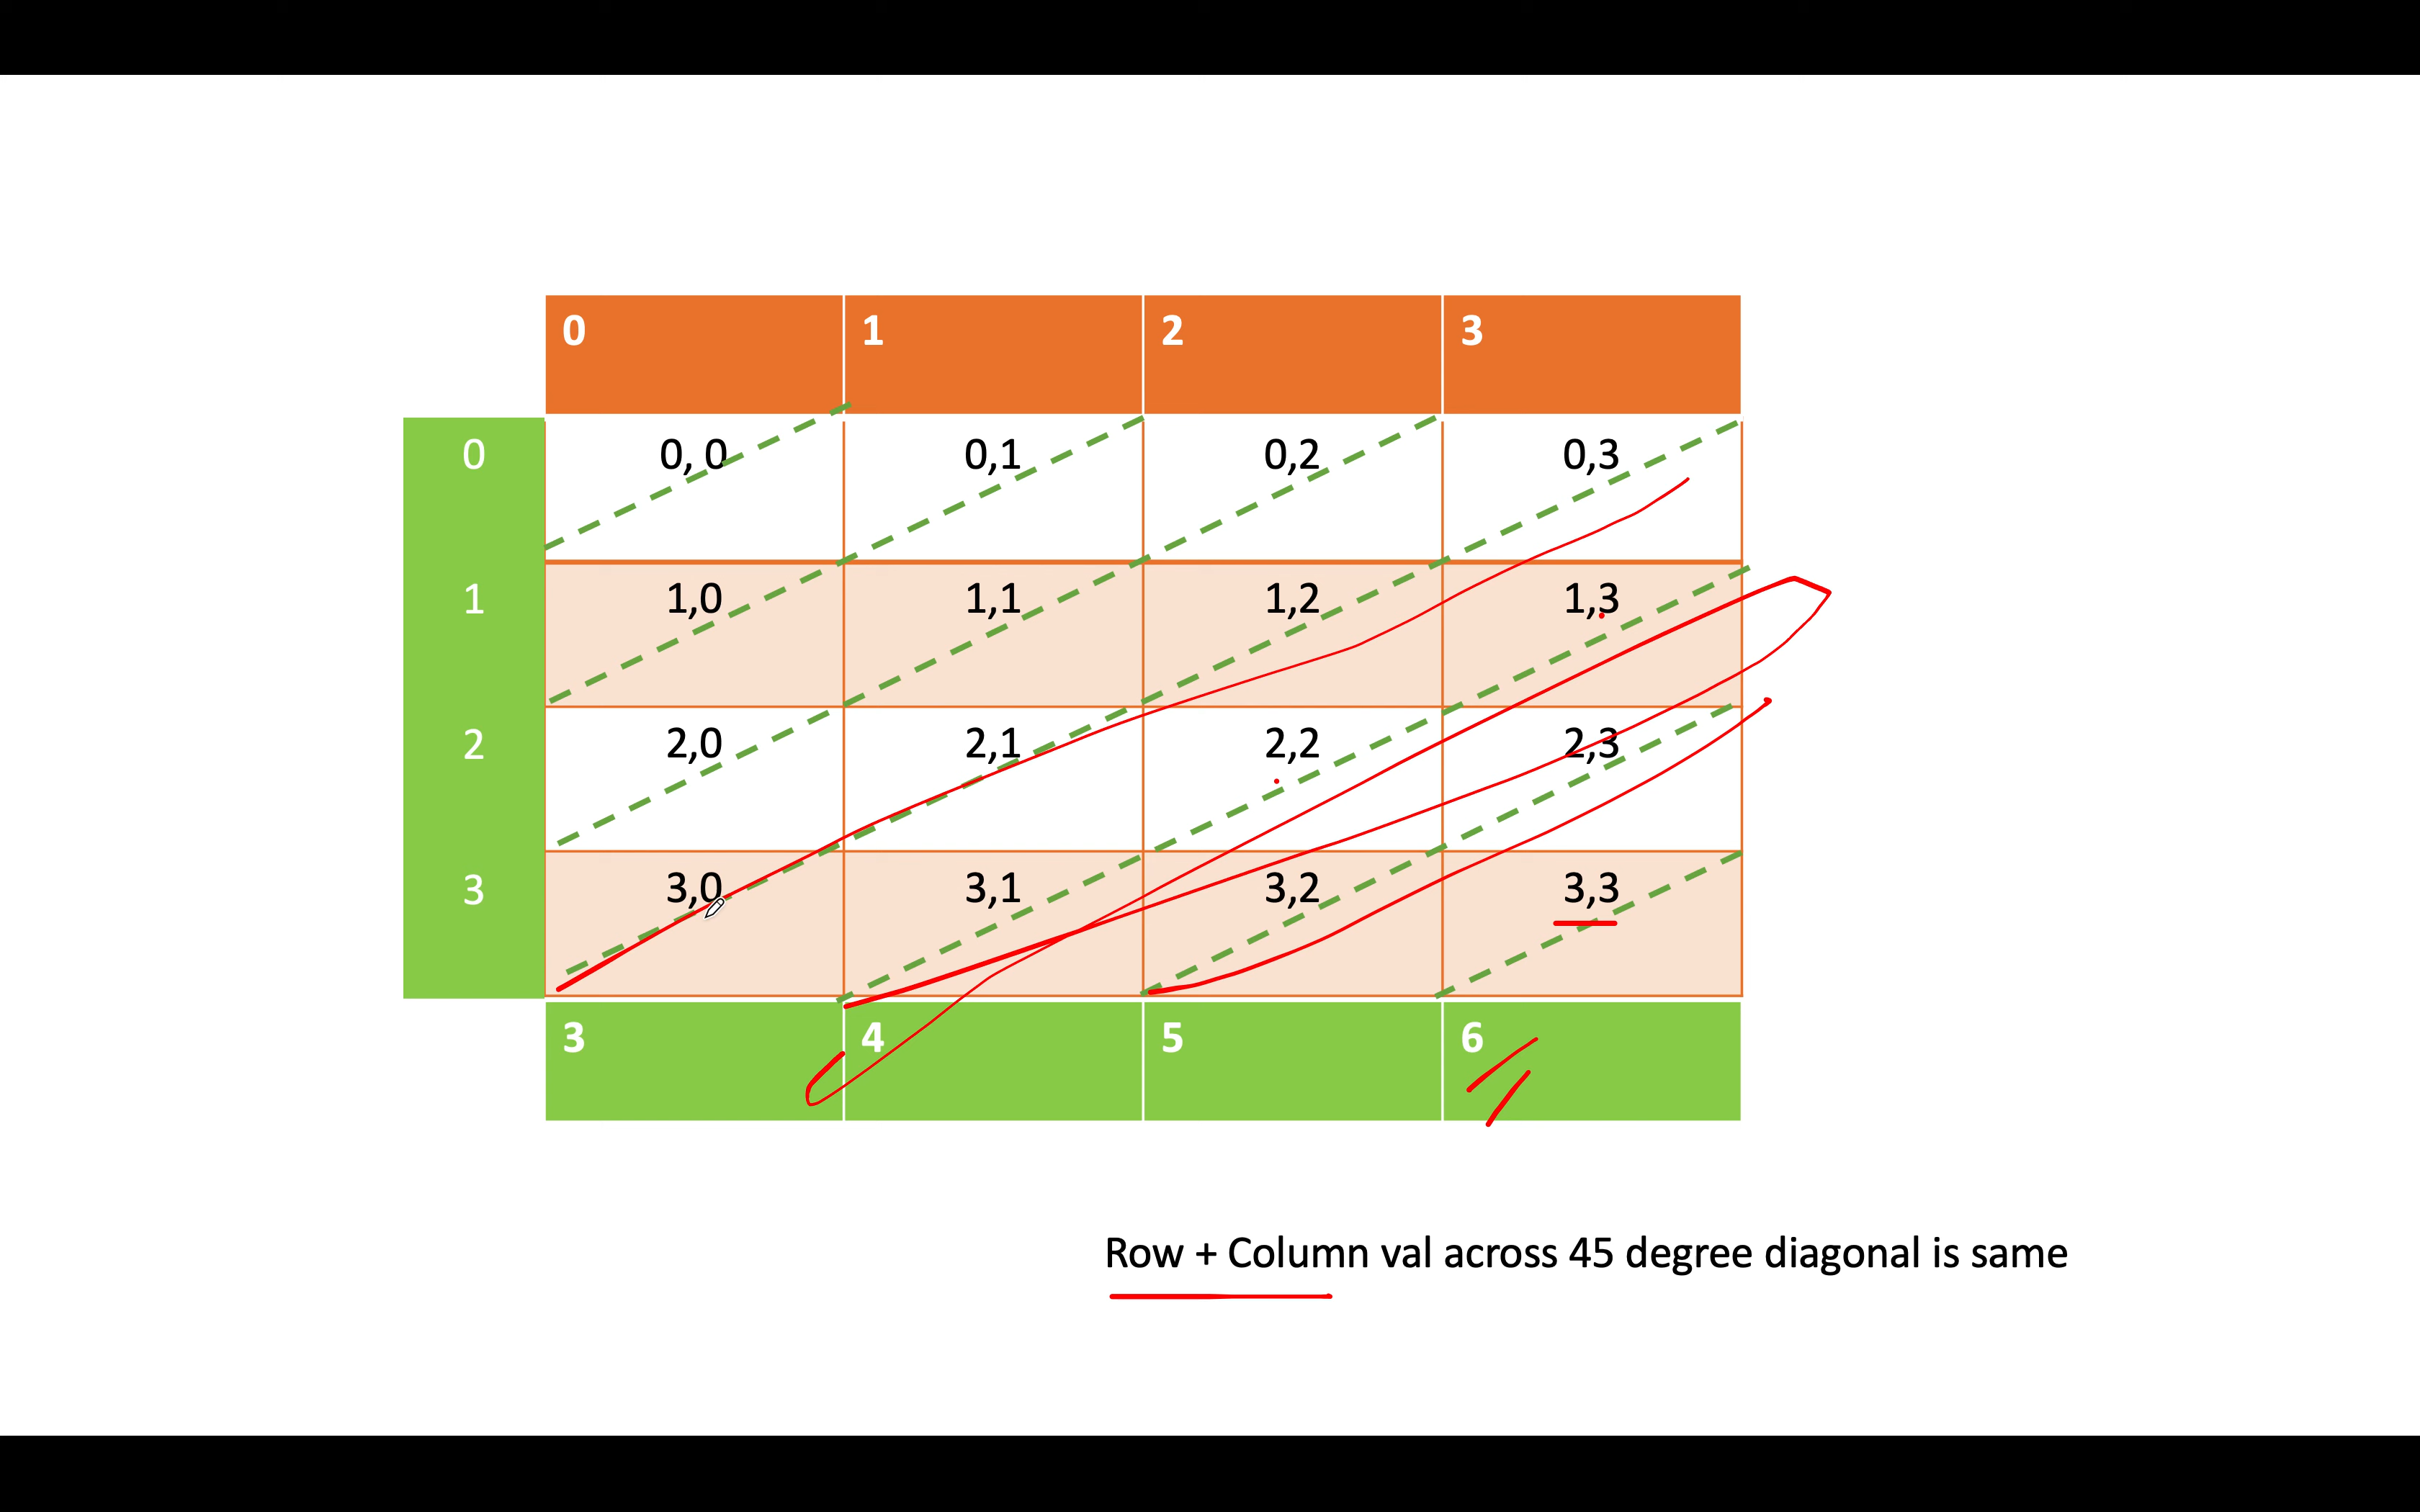 0 1 2 3
0 0, 0 0,1 0,2 0,3
1 1,0 1,1 1,2 1,3
2 2,0 2,1 2,2 2,3
3 3,0 3,1 3,2 3,3
3 4 5 6
Row + Column val across 45 degree diagonal is same